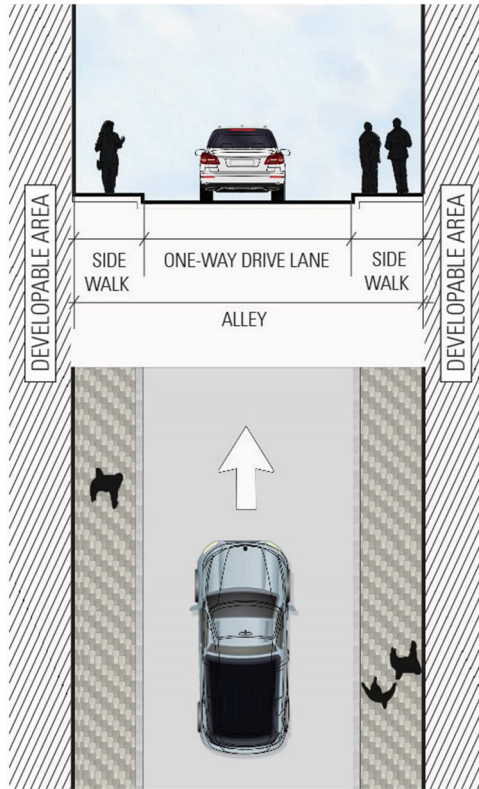 DEVELOPABLE AREA
SIDE
WALK
ONE-WAY DRIVE LANE
SIDE
WALK
ALLEY
DEVELOPABLE AREA